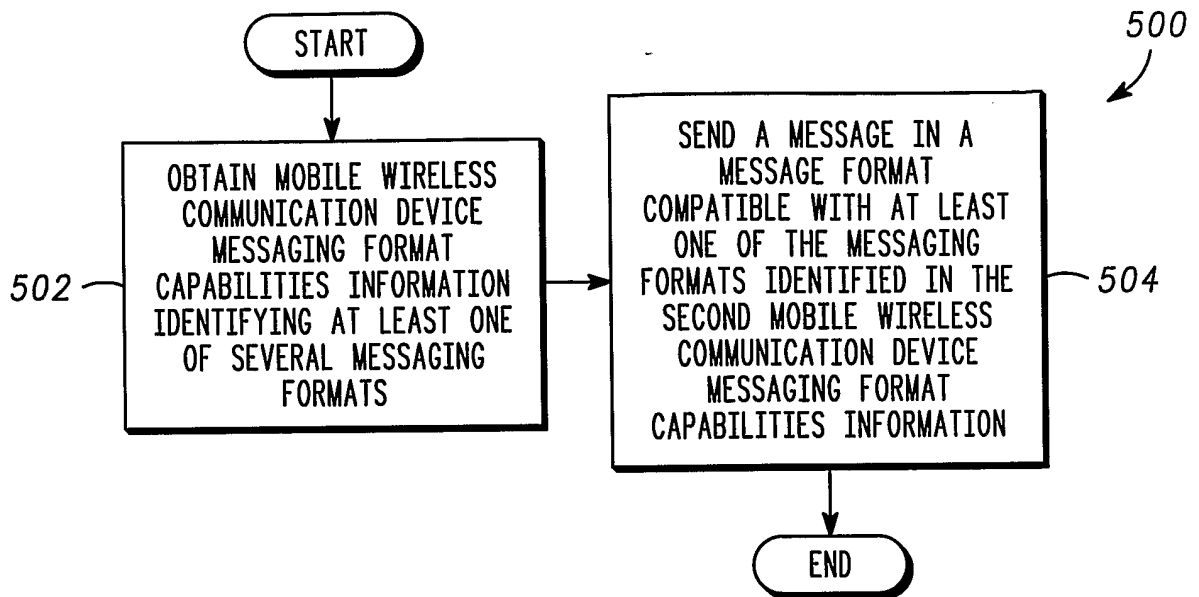 START
500
OBTAIN MOBILE WIRELESS
COMMUNICATION DEVICE
MESSAGING FORMAT
CAPABILITIES INFORMATION
IDENTIFYING AT LEAST ONE
OF SEVERAL MESSAGING
FORMATS
502
SEND A MESSAGE IN A
MESSAGE FORMAT
COMPATIBLE WITH AT LEAST
ONE OF THE MESSAGING
FORMATS IDENTIFIED IN THE
SECOND MOBILE WIRELESS
COMMUNICATION DEVICE
MESSAGING FORMAT
CAPABILITIES INFORMATION
504
END